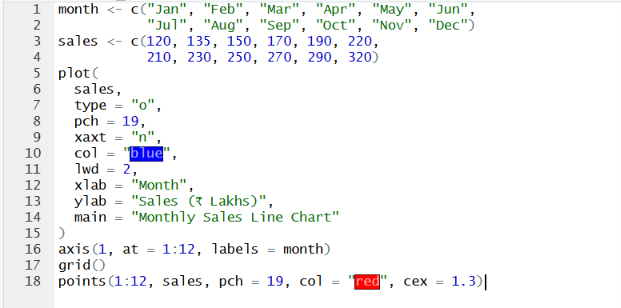 1 month <- c("Jan", "Feb", "Mar", "Apr", "May", "Jun",
2 "Jul", "Aug", "Sep", "Oct", "Nov", "Dec")
3 sales <- c(120, 135, 150, 170, 190, 220,
4 210, 230, 250, 270, 290, 320)
5 plot(
6 sales,
7 type = "o",
8 pch = 19,
9 xaxt = "n",
10 col = "blue",
11 lwd = 2,
12 xlab = "Month",
13 ylab = "Sales (₹ Lakhs)",
14 main = "Monthly Sales Line Chart"
15 )
16 axis(1, at = 1:12, labels = month)
17 grid()
18 points(1:12, sales, pch = 19, col = "red", cex = 1.3)